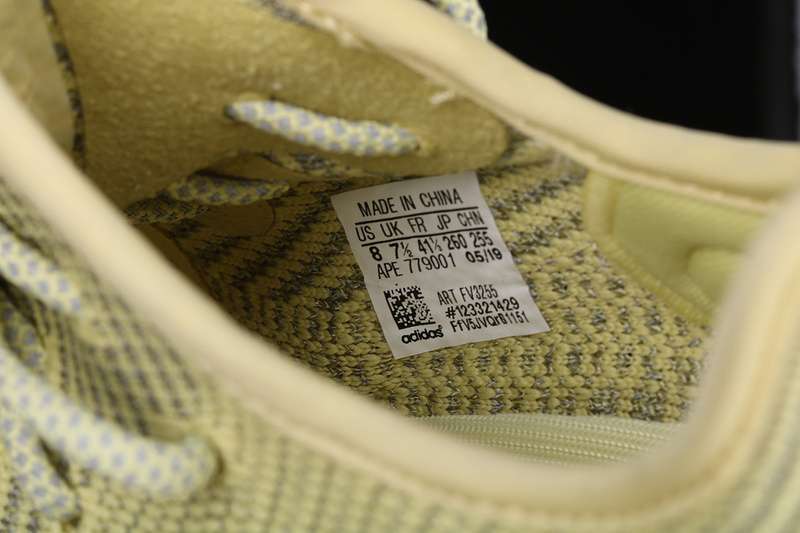 MADE IN CHINA
US UK FR JP CHN
8 7½ 41⅓ 260 255
APE 779001 05/19
ART FV3255
#123321429
FfV5JVQr81151
adidas